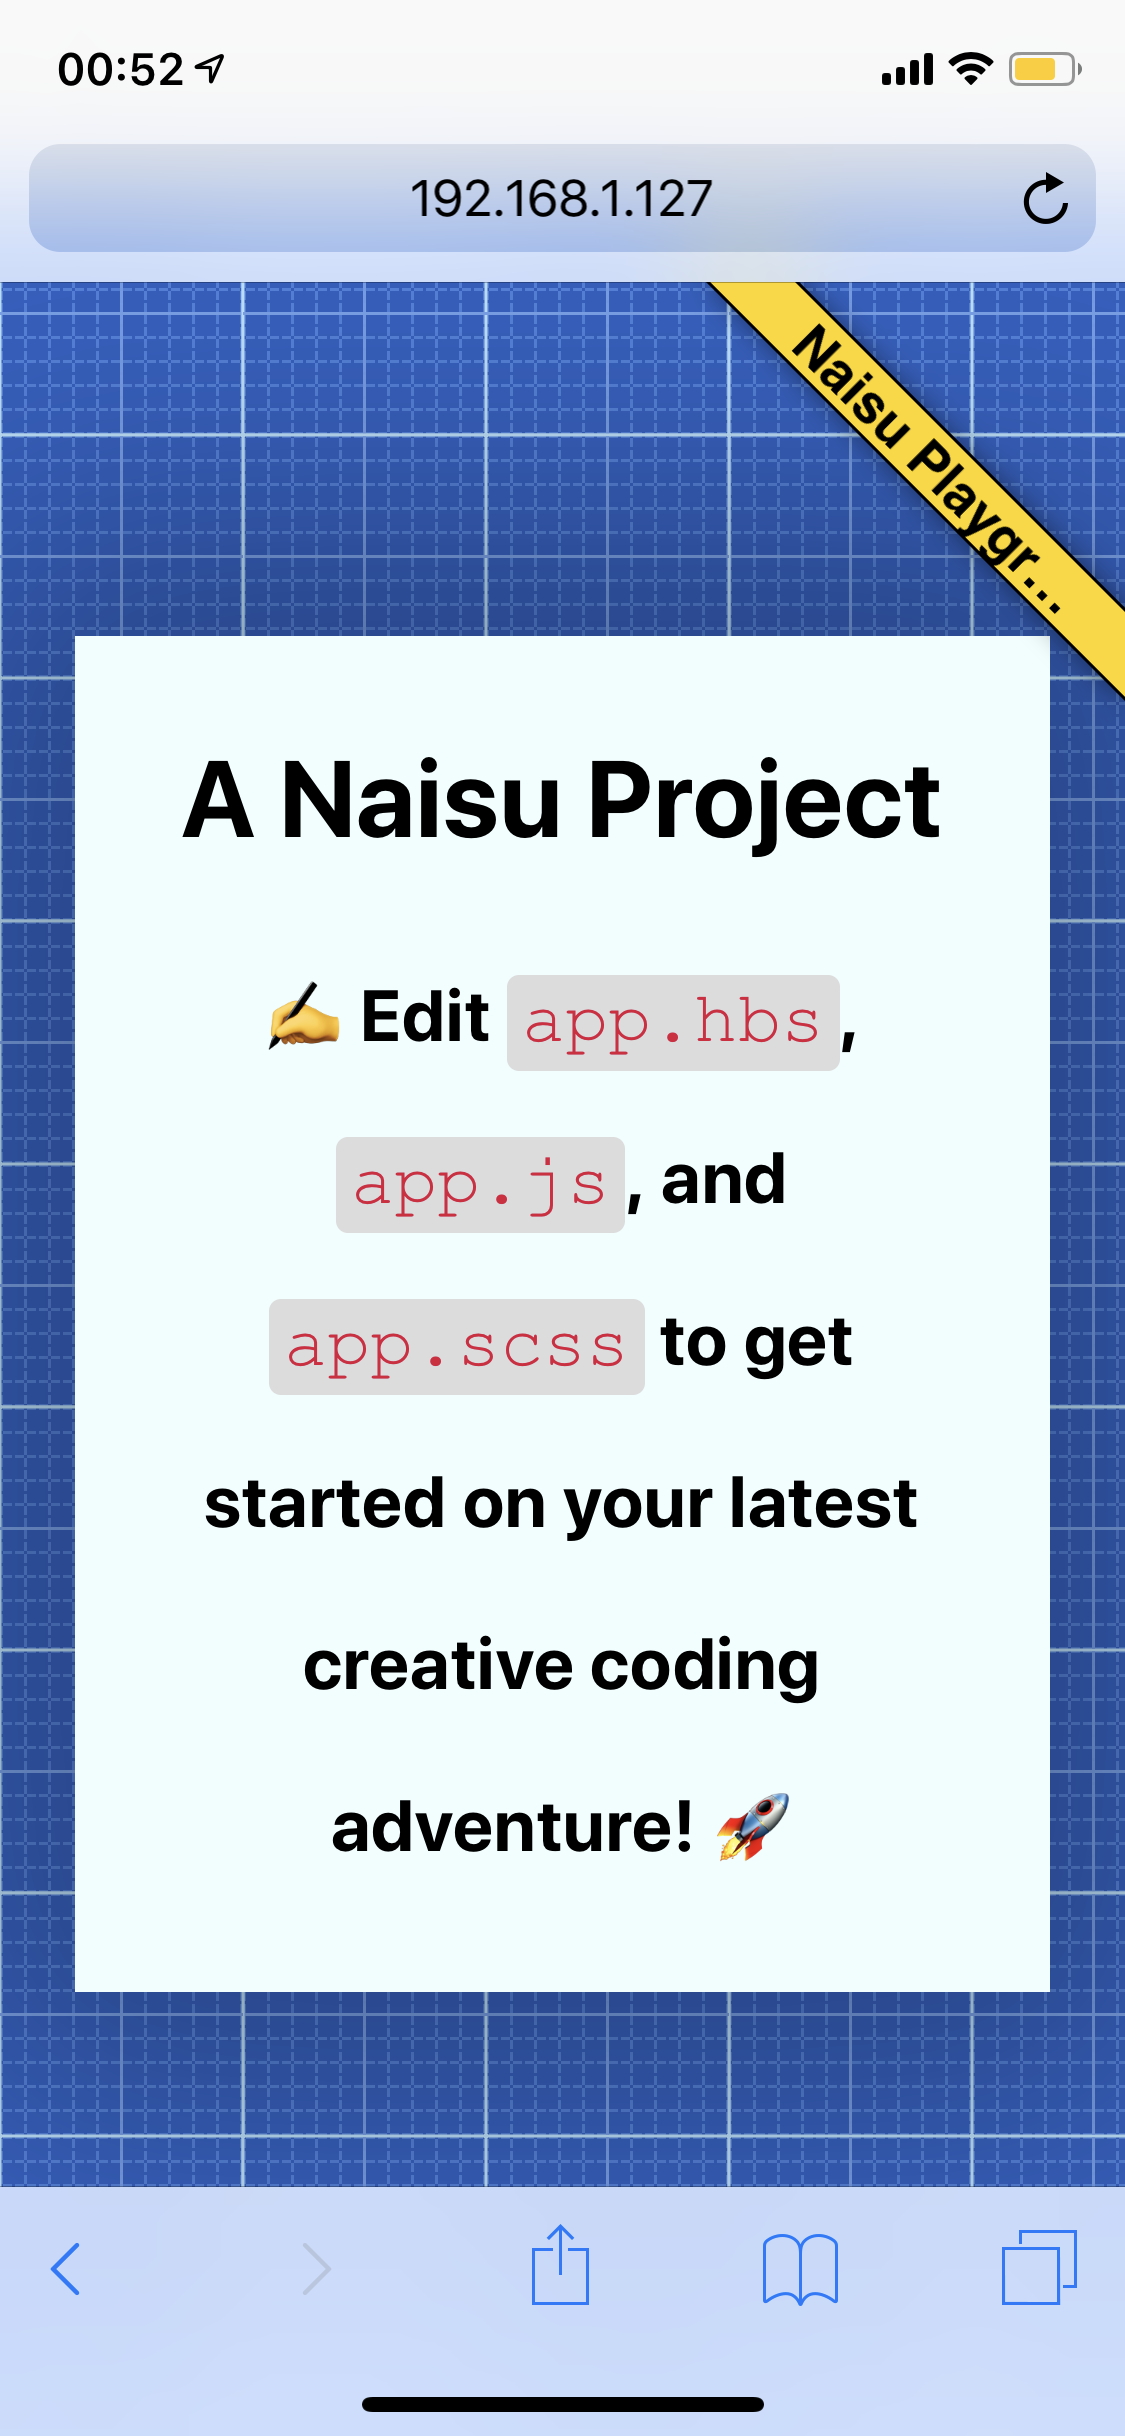 00:52
192.168.1.127
Naisu Playgr...
A Naisu Project
✍️ Edit app.hbs,
app.js, and
app.scss to get
started on your latest
creative coding
adventure! 🚀